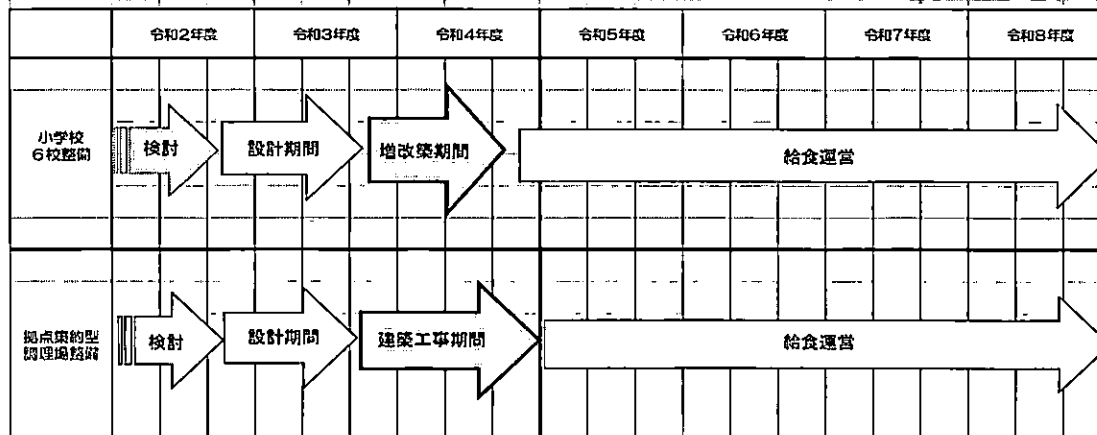 令和2年度 令和3年度 令和4年度 令和5年度 令和6年度 令和7年度 令和8年度
小学校
6校整備
検討 設計期間 増改築期間 給食運営
拠点集約型
調理場整備
検討 設計期間 建築工事期間 給食運営